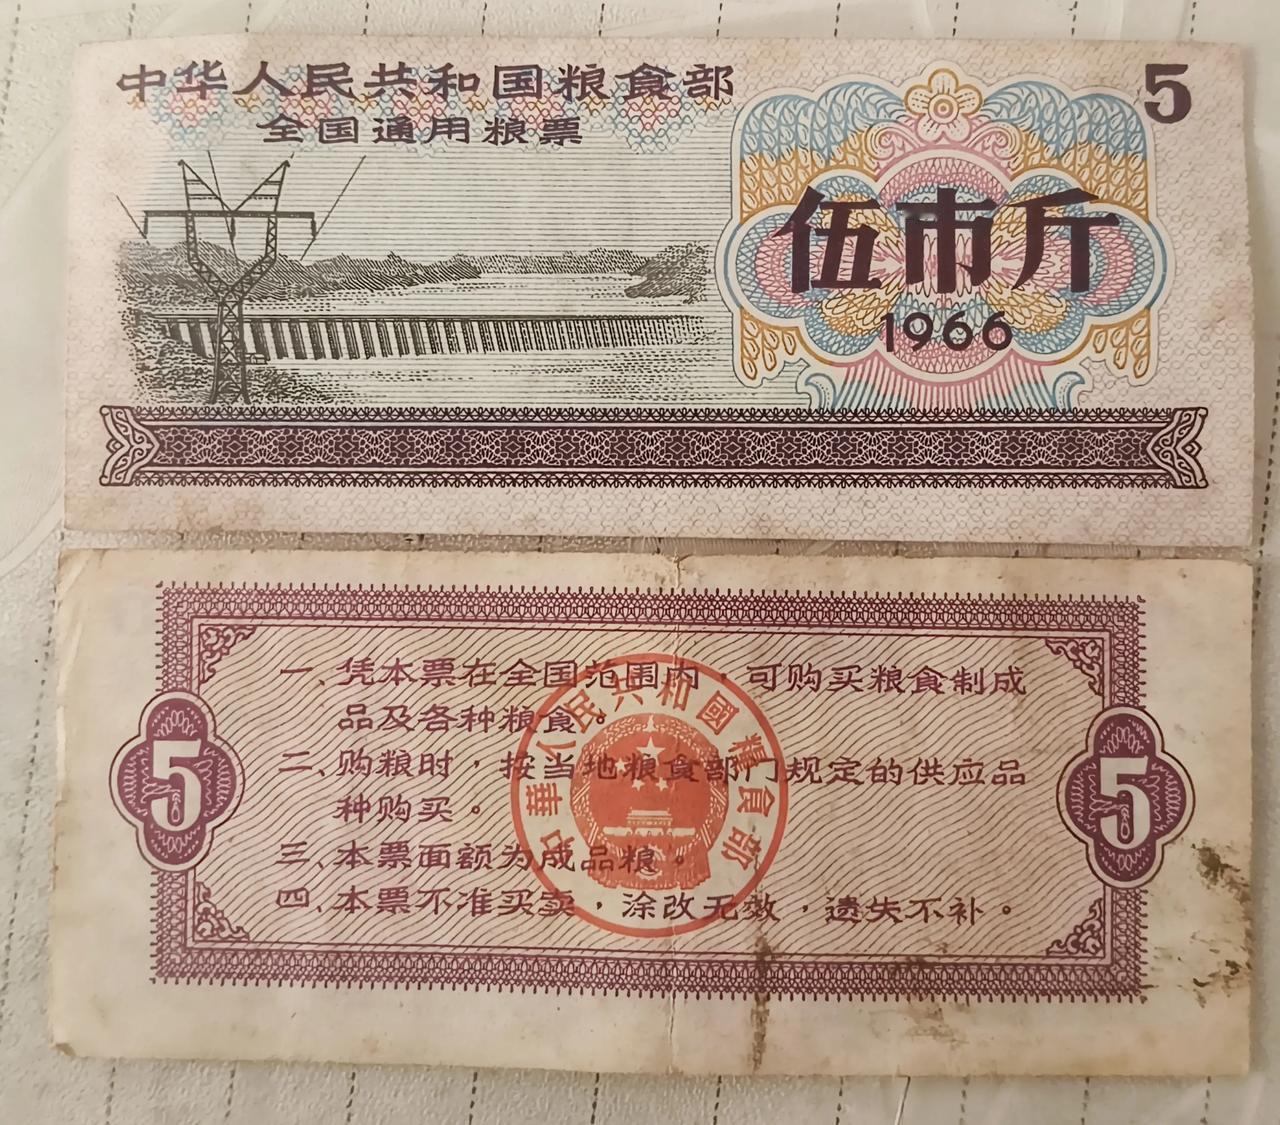 中华人民共和国粮食部
5
全国通用粮票
伍市斤
1966
一、凭本票在全国范围内，可购买粮食制成
品及各种粮食。
二、购粮时，按当地粮食部门规定的供应品
种购买。
三、本票面额为成品粮。
四、本票不准买卖，涂改无效，遗失不补。
5
5
中華人民共和國糧食部